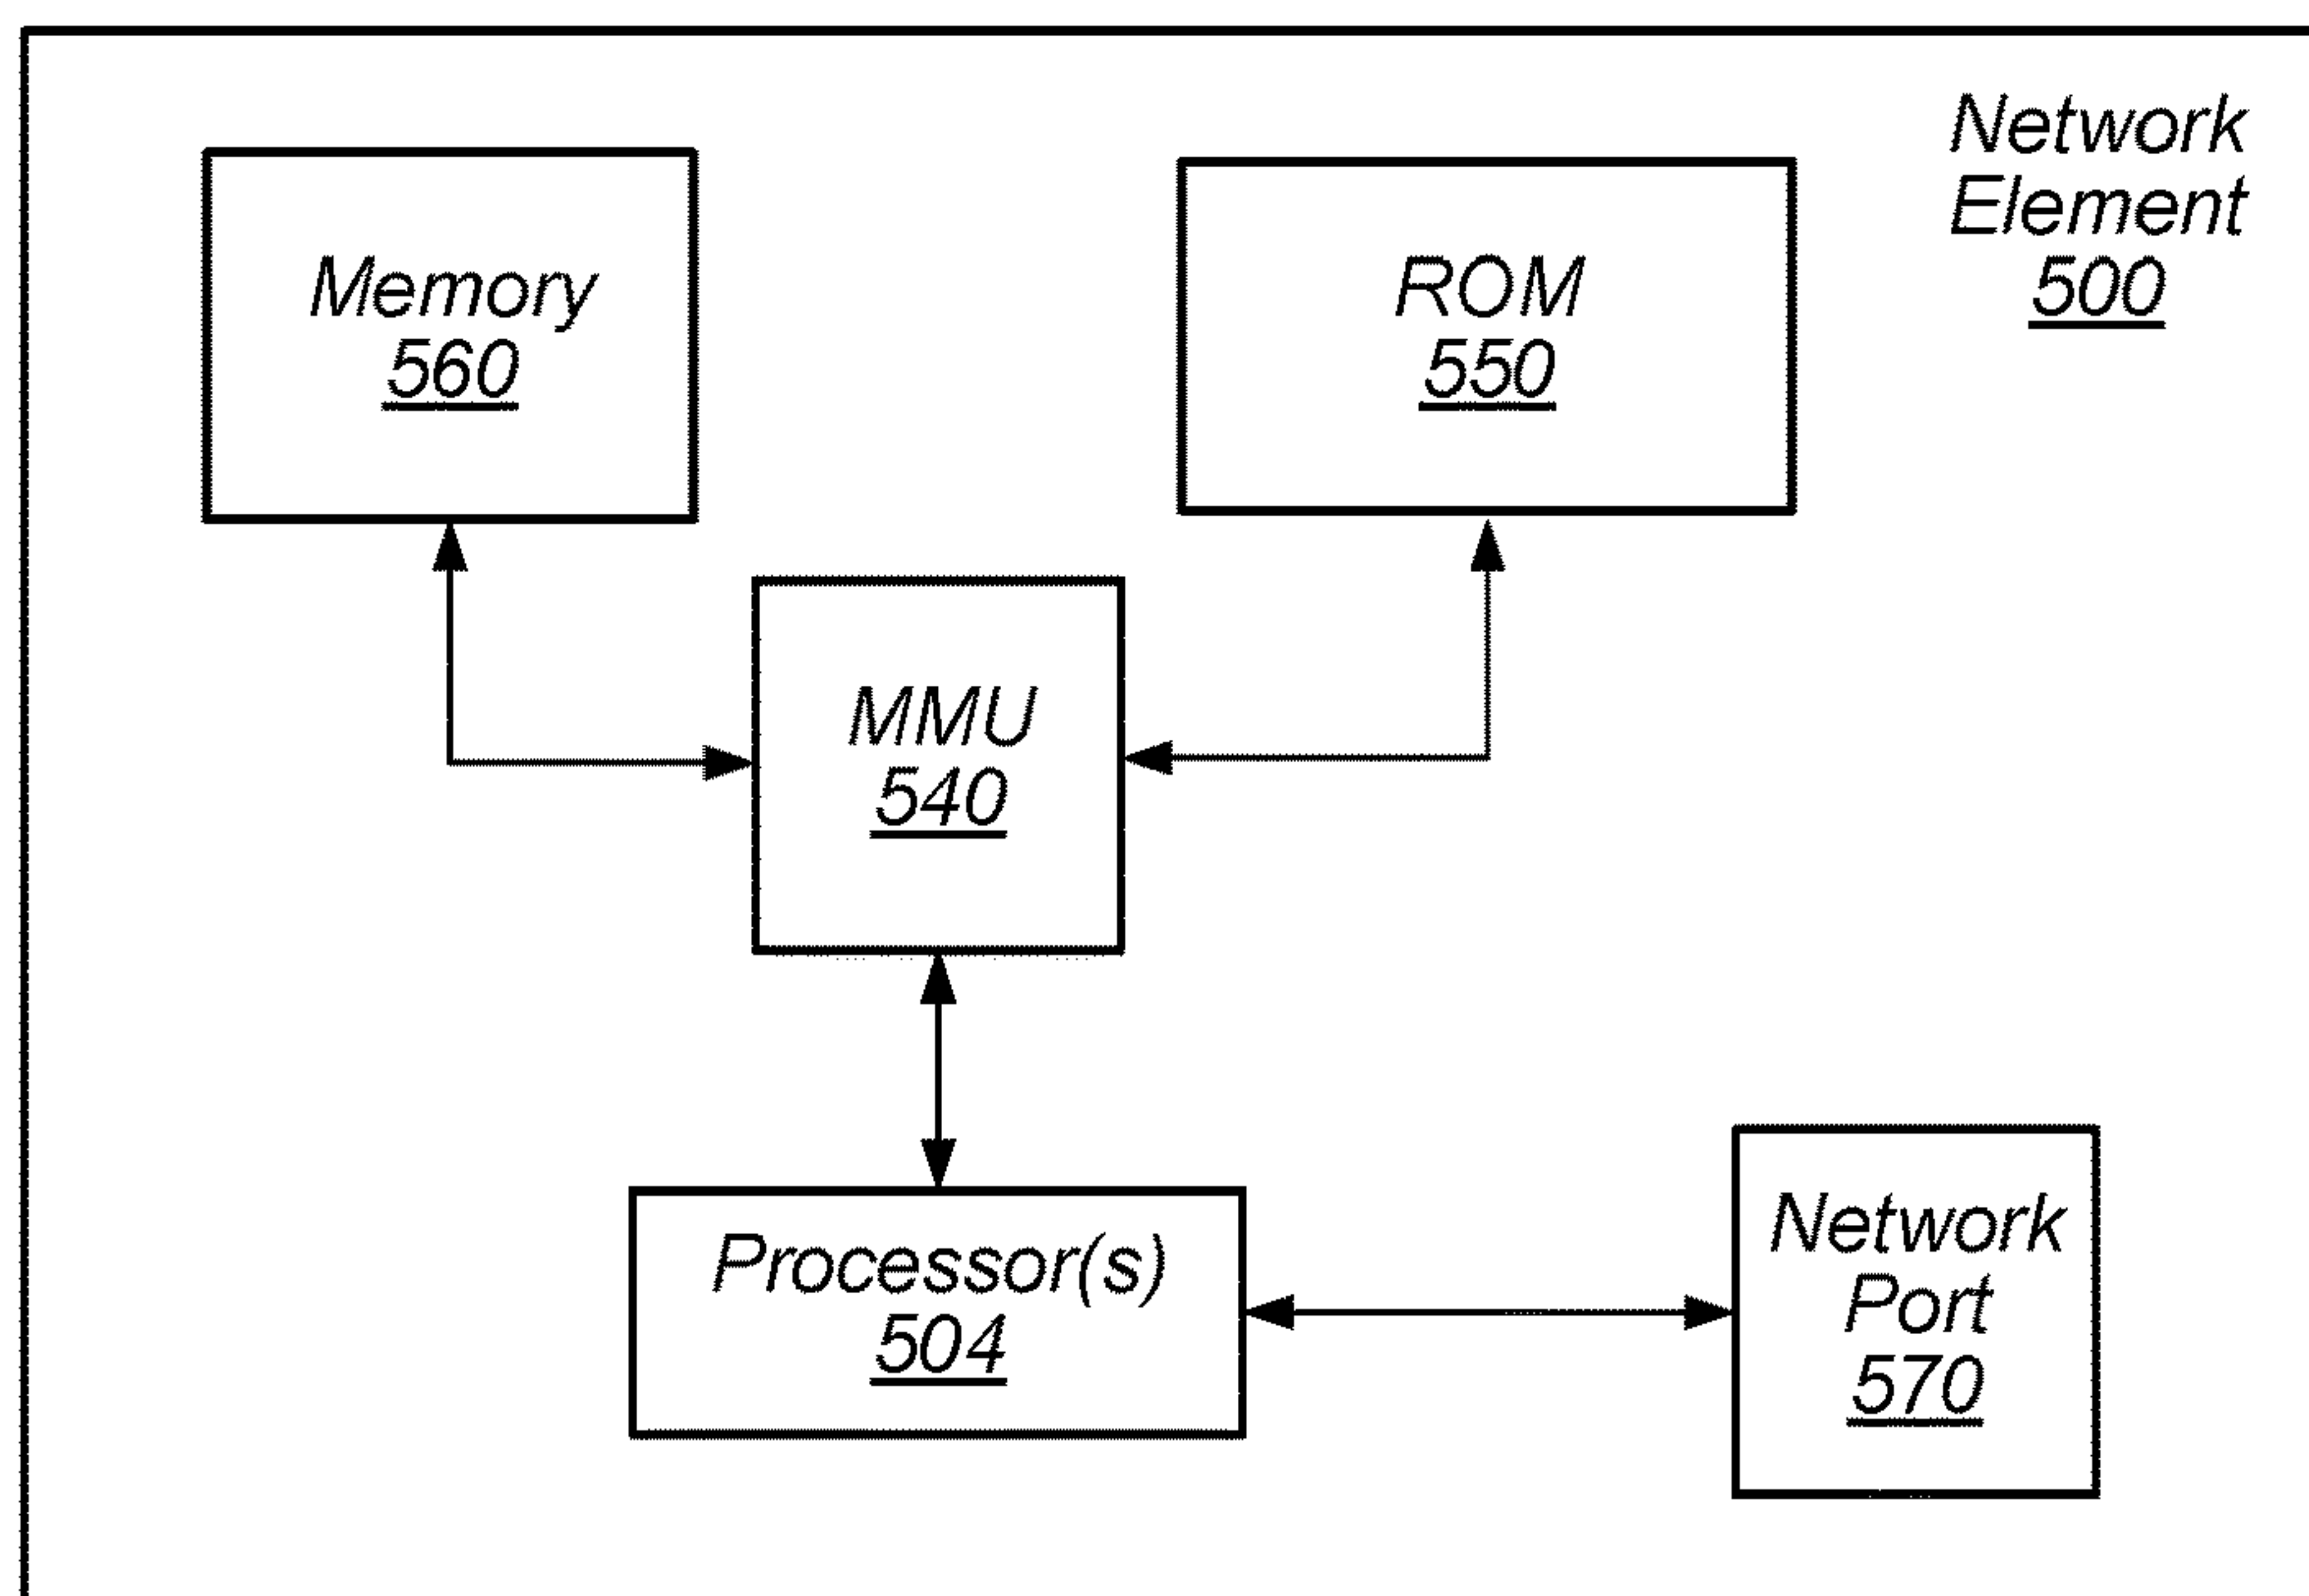 Network
Element
500
Memory
560
ROM
550
MMU
540
Processor(s)
504
Network
Port
570